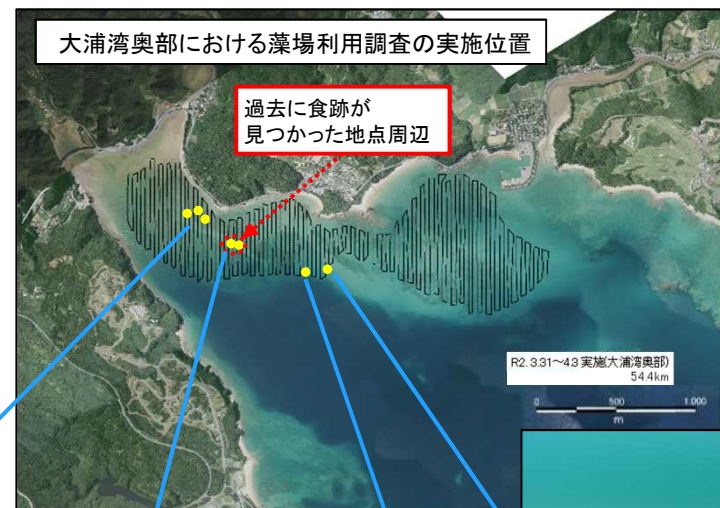 大浦湾奥部における藻場利用調査の実施位置
過去に食跡が
見つかった地点周辺
R2. 3.31~4.3 実施(大浦湾奥部)
54.4km
0 500 1,000
m